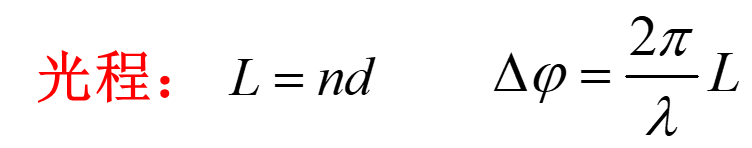 光程： L = nd Δφ = 2π/λ L